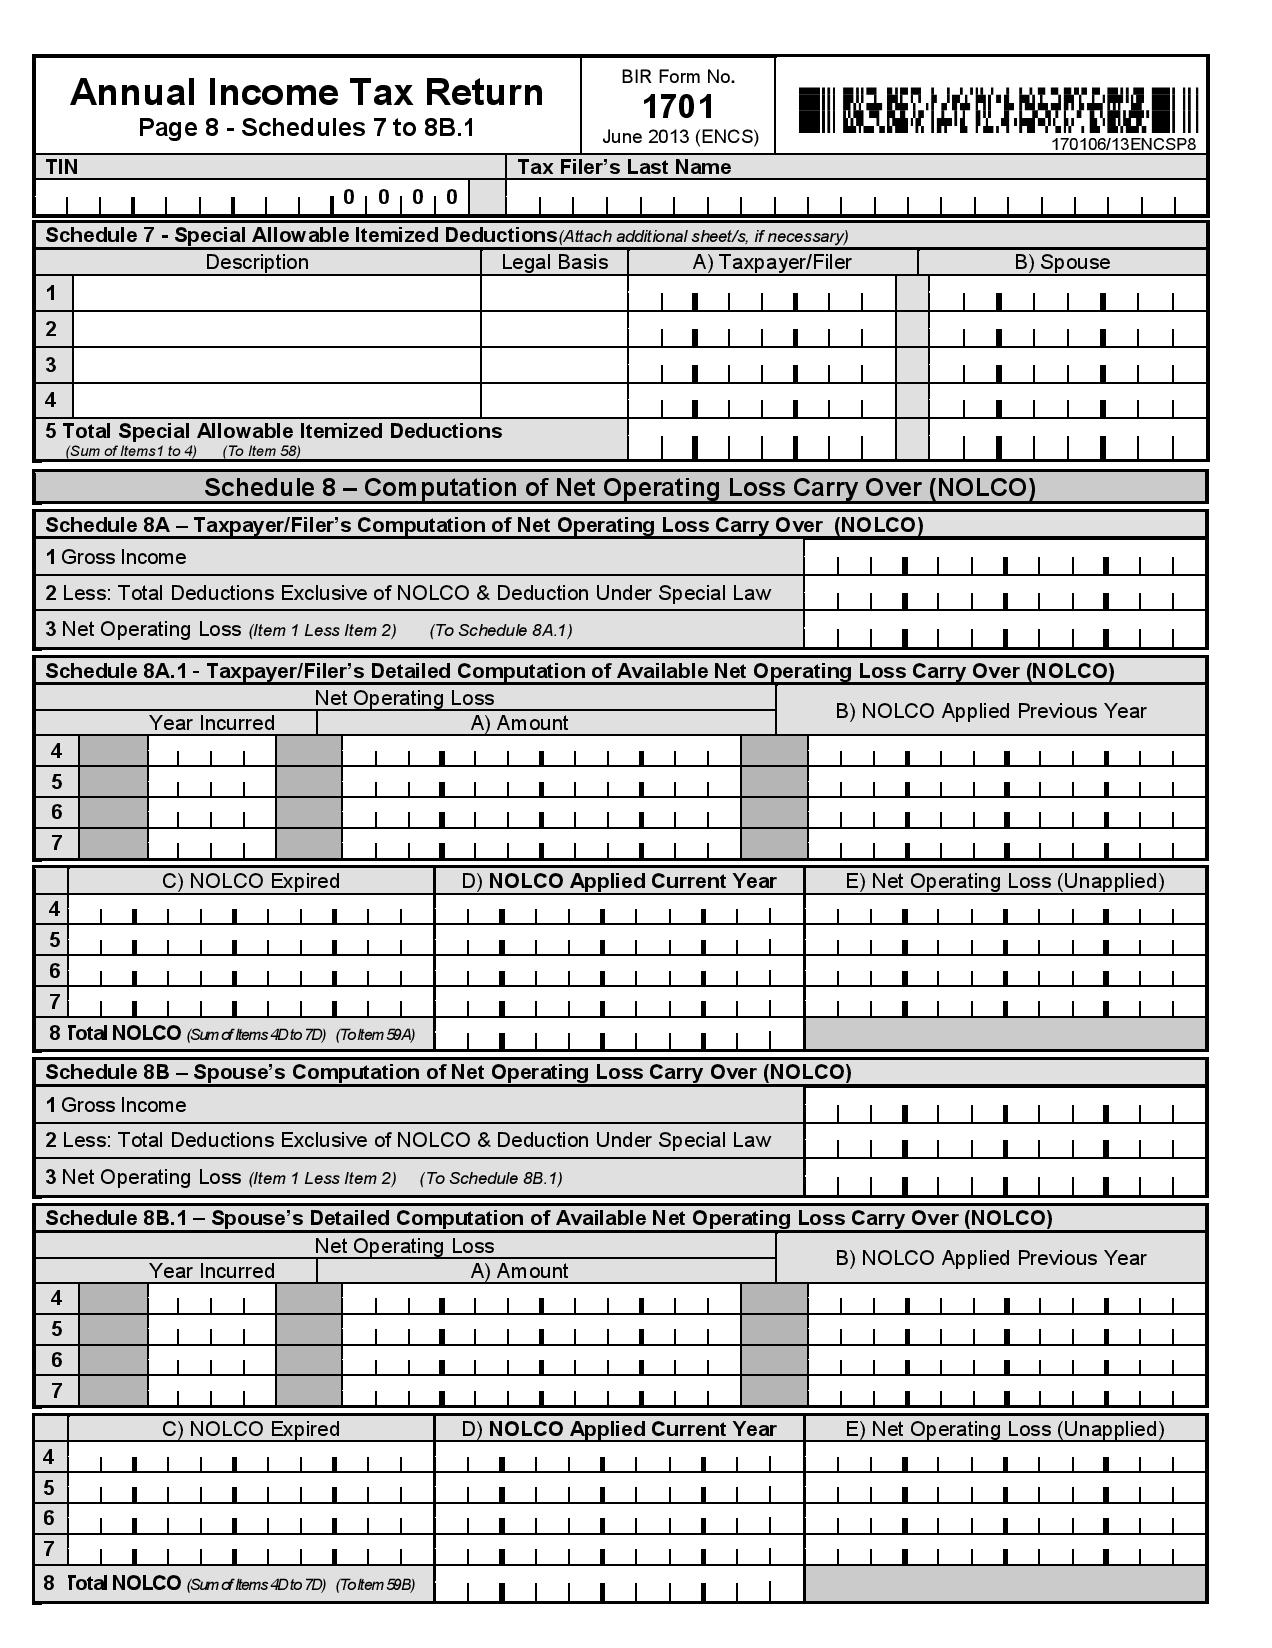 Annual Income Tax Return
Page 8 - Schedules 7 to 8B.1
BIR Form No.
1701
June 2013 (ENCS)
170106/13ENCSP8
TIN Tax Filer’s Last Name
0 0 0 0
Schedule 7 - Special Allowable Itemized Deductions (Attach additional sheet/s, if necessary)
Description Legal Basis A) Taxpayer/Filer B) Spouse
1
2
3
4
5 Total Special Allowable Itemized Deductions
(Sum of Items1 to 4) (To Item 58)
Schedule 8 – Computation of Net Operating Loss Carry Over (NOLCO)
Schedule 8A – Taxpayer/Filer’s Computation of Net Operating Loss Carry Over (NOLCO)
1 Gross Income
2 Less: Total Deductions Exclusive of NOLCO & Deduction Under Special Law
3 Net Operating Loss (Item 1 Less Item 2) (To Schedule 8A.1)
Schedule 8A.1 - Taxpayer/Filer’s Detailed Computation of Available Net Operating Loss Carry Over (NOLCO)
Net Operating Loss
B) NOLCO Applied Previous Year
Year Incurred A) Amount
4
5
6
7
C) NOLCO Expired D) NOLCO Applied Current Year E) Net Operating Loss (Unapplied)
4
5
6
7
8 Total NOLCO (Sum of Items 4D to 7D) (To Item 59A)
Schedule 8B – Spouse’s Computation of Net Operating Loss Carry Over (NOLCO)
1 Gross Income
2 Less: Total Deductions Exclusive of NOLCO & Deduction Under Special Law
3 Net Operating Loss (Item 1 Less Item 2) (To Schedule 8B.1)
Schedule 8B.1 – Spouse’s Detailed Computation of Available Net Operating Loss Carry Over (NOLCO)
Net Operating Loss
B) NOLCO Applied Previous Year
Year Incurred A) Amount
4
5
6
7
C) NOLCO Expired D) NOLCO Applied Current Year E) Net Operating Loss (Unapplied)
4
5
6
7
8 Total NOLCO (Sum of Items 4D to 7D) (To Item 59B)